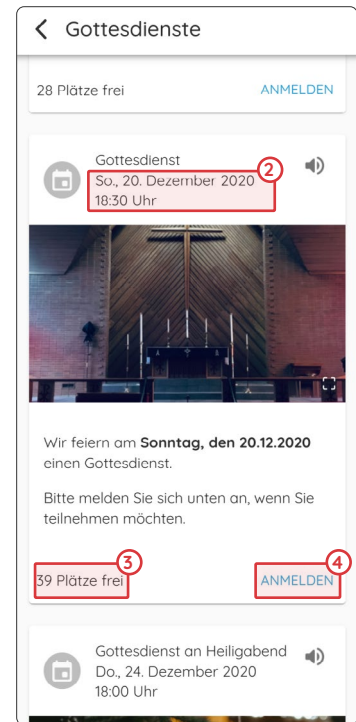 Gottesdienste
28 Plätze frei ANMELDEN
Gottesdienst
2
So., 20. Dezember 2020
18:30 Uhr
Wir feiern am Sonntag, den 20.12.2020
einen Gottesdienst.
Bitte melden Sie sich unten an, wenn Sie
teilnehmen möchten.
3 4
39 Plätze frei ANMELDEN
Gottesdienst an Heiligabend
Do., 24. Dezember 2020
18:00 Uhr